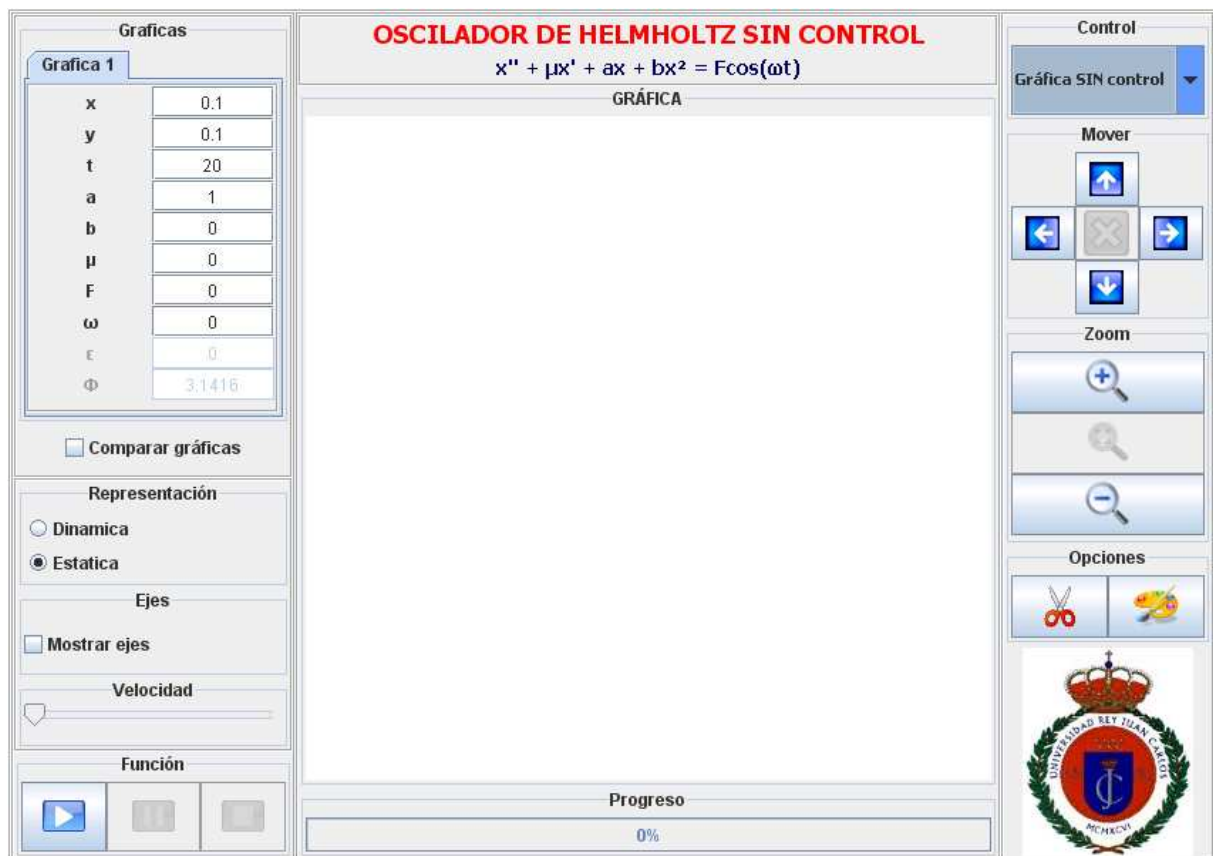 Graficas
Grafica 1
x 0.1
y 0.1
t 20
a 1
b 0
μ 0
F 0
ω 0
ε 0
Φ 3.1416
Comparar gráficas
Representación
Dinamica
Estatica
Ejes
Mostrar ejes
Velocidad
Función
OSCILADOR DE HELMHOLTZ SIN CONTROL
x'' + μx' + ax + bx² = Fcos(ωt)
GRÁFICA
Progreso
0%
Control
Gráfica SIN control
Mover
Zoom
Opciones
UNIVERSIDAD REY JUAN CARLOS
MCMXCVI